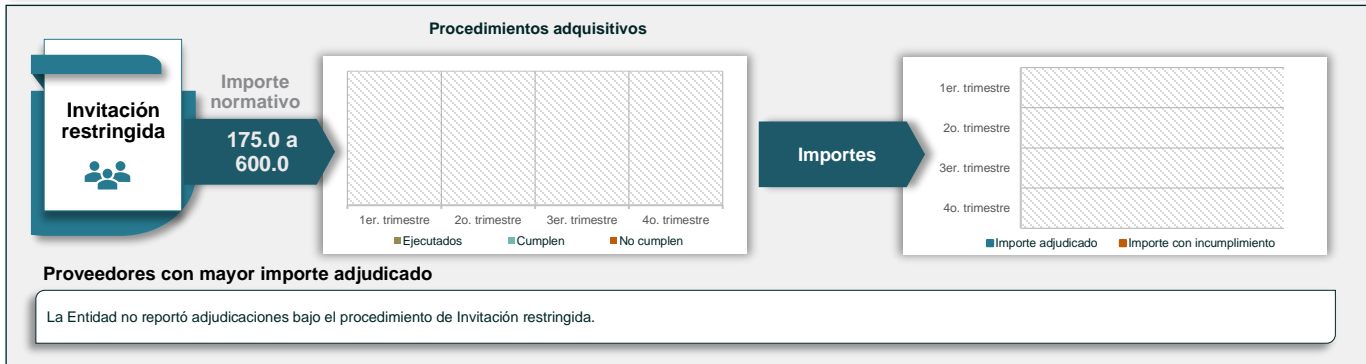 Procedimientos adquisitivos
Invitación
restringida
Importe
normativo
175.0 a
600.0
1er. trimestre
2o. trimestre
3er. trimestre
4o. trimestre
Ejecutados
Cumplen
No cumplen
Importes
1er. trimestre
2o. trimestre
3er. trimestre
4o. trimestre
Importe adjudicado
Importe con incumplimiento
Proveedores con mayor importe adjudicado
La Entidad no reportó adjudicaciones bajo el procedimiento de Invitación restringida.